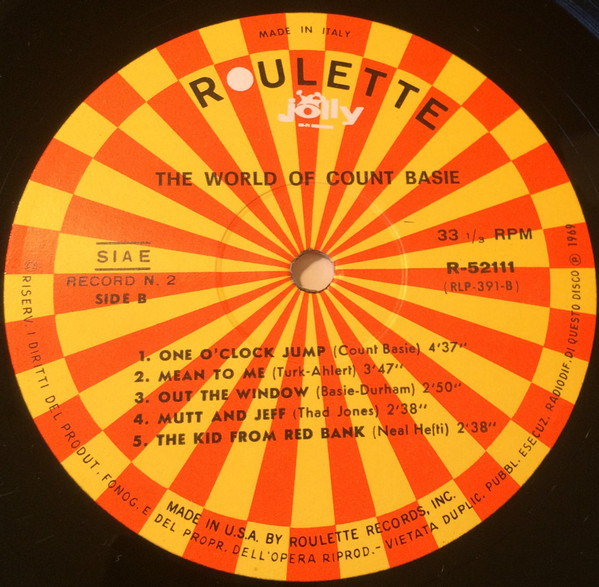 MADE IN ITALY
ROULETTE
jolly
THE WORLD OF COUNT BASIE
SIAE
RECORD N. 2
SIDE B
33 1/3 RPM
R-52111
(RLP-391-B)
1. ONE O'CLOCK JUMP (Count Basie) 4'37"
2. MEAN TO ME (Turk-Ahlert) 3'47"
3. OUT THE WINDOW (Basie-Durham) 2'50"
4. MUTT AND JEFF (Thad Jones) 2'38"
5. THE KID FROM RED BANK (Neal Hefti) 2'38"
MADE IN U.S.A. BY ROULETTE RECORDS, INC.
RISERV. I DIRITTI DEL PRODUT. FONOG. E DEL PROPR. DELL'OPERA RIPROD.- VIETATA DUPLIC. PUBBL. ESECUZ. RADIODIF. DI QUESTO DISCO ℗ 1969